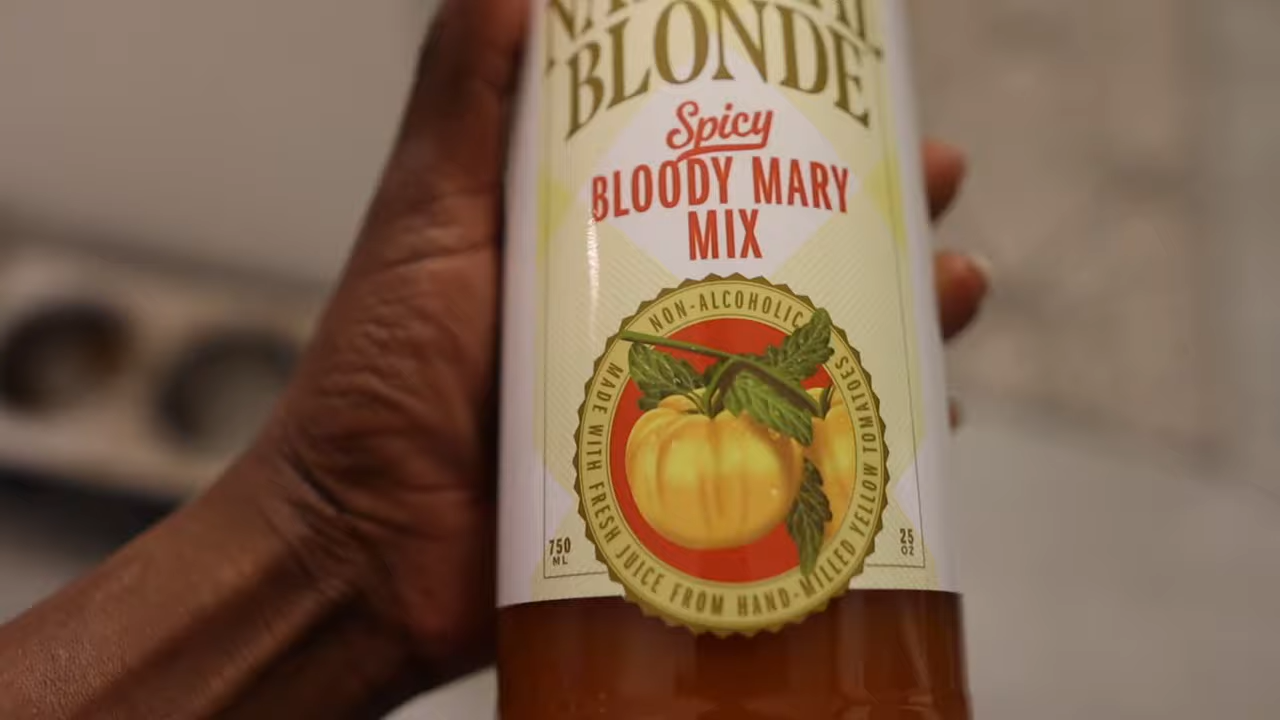 BLONDE
Spicy
BLOODY MARY
MIX
NON-ALCOHOLIC
MADE WITH FRESH JUICE FROM HAND-MILLED YELLOW TOMATOES
750
ML
25
OZ